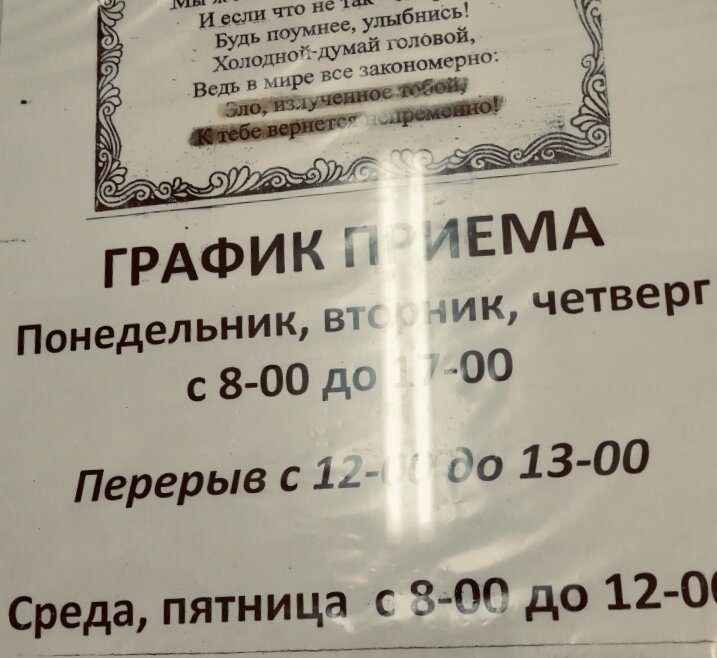 И если что не так
Будь поумнее, улыбнись!
Холодной-думай головой,
Ведь в мире все закономерно:
Зло, излученное тобой,
К тебе вернется непременно!
ГРАФИК ПРИЕМА
Понедельник, вторник, четверг
с 8-00 до 17-00
Перерыв с 12-00 до 13-00
Среда, пятница с 8-00 до 12-00